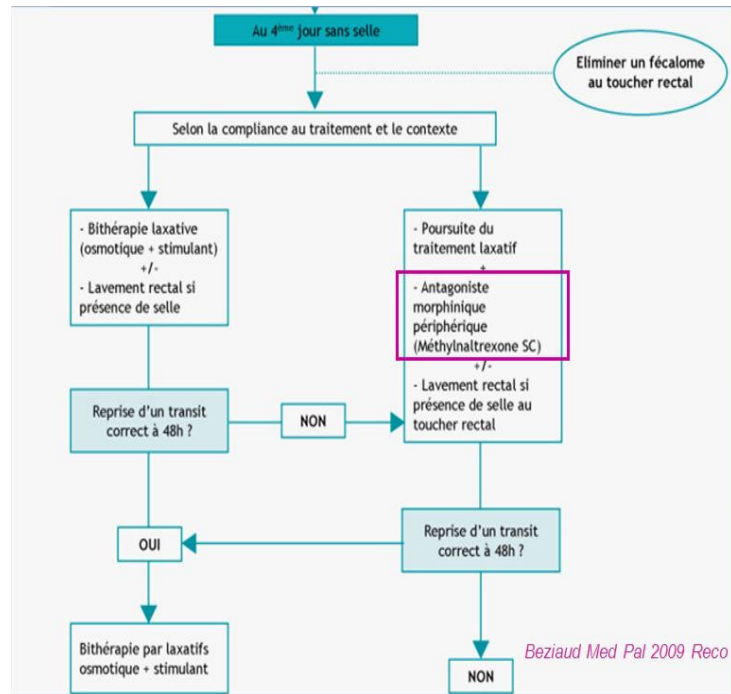 Au 4ème jour sans selle
Eliminer un fécalome
au toucher rectal
Selon la compliance au traitement et le contexte
- Bithérapie laxative
(osmotique + stimulant)
+/-
- Lavement rectal si
présence de selle
- Poursuite du
traitement laxatif
+
- Antagoniste
morphinique
périphérique
(Méthylnaltrexone SC)
+/-
- Lavement rectal si
présence de selle au
toucher rectal
Reprise d'un transit
correct à 48h ?
NON
OUI
Reprise d'un transit
correct à 48h ?
Bithérapie par laxatifs
osmotique + stimulant
NON
Beziaud Med Pal 2009 Reco